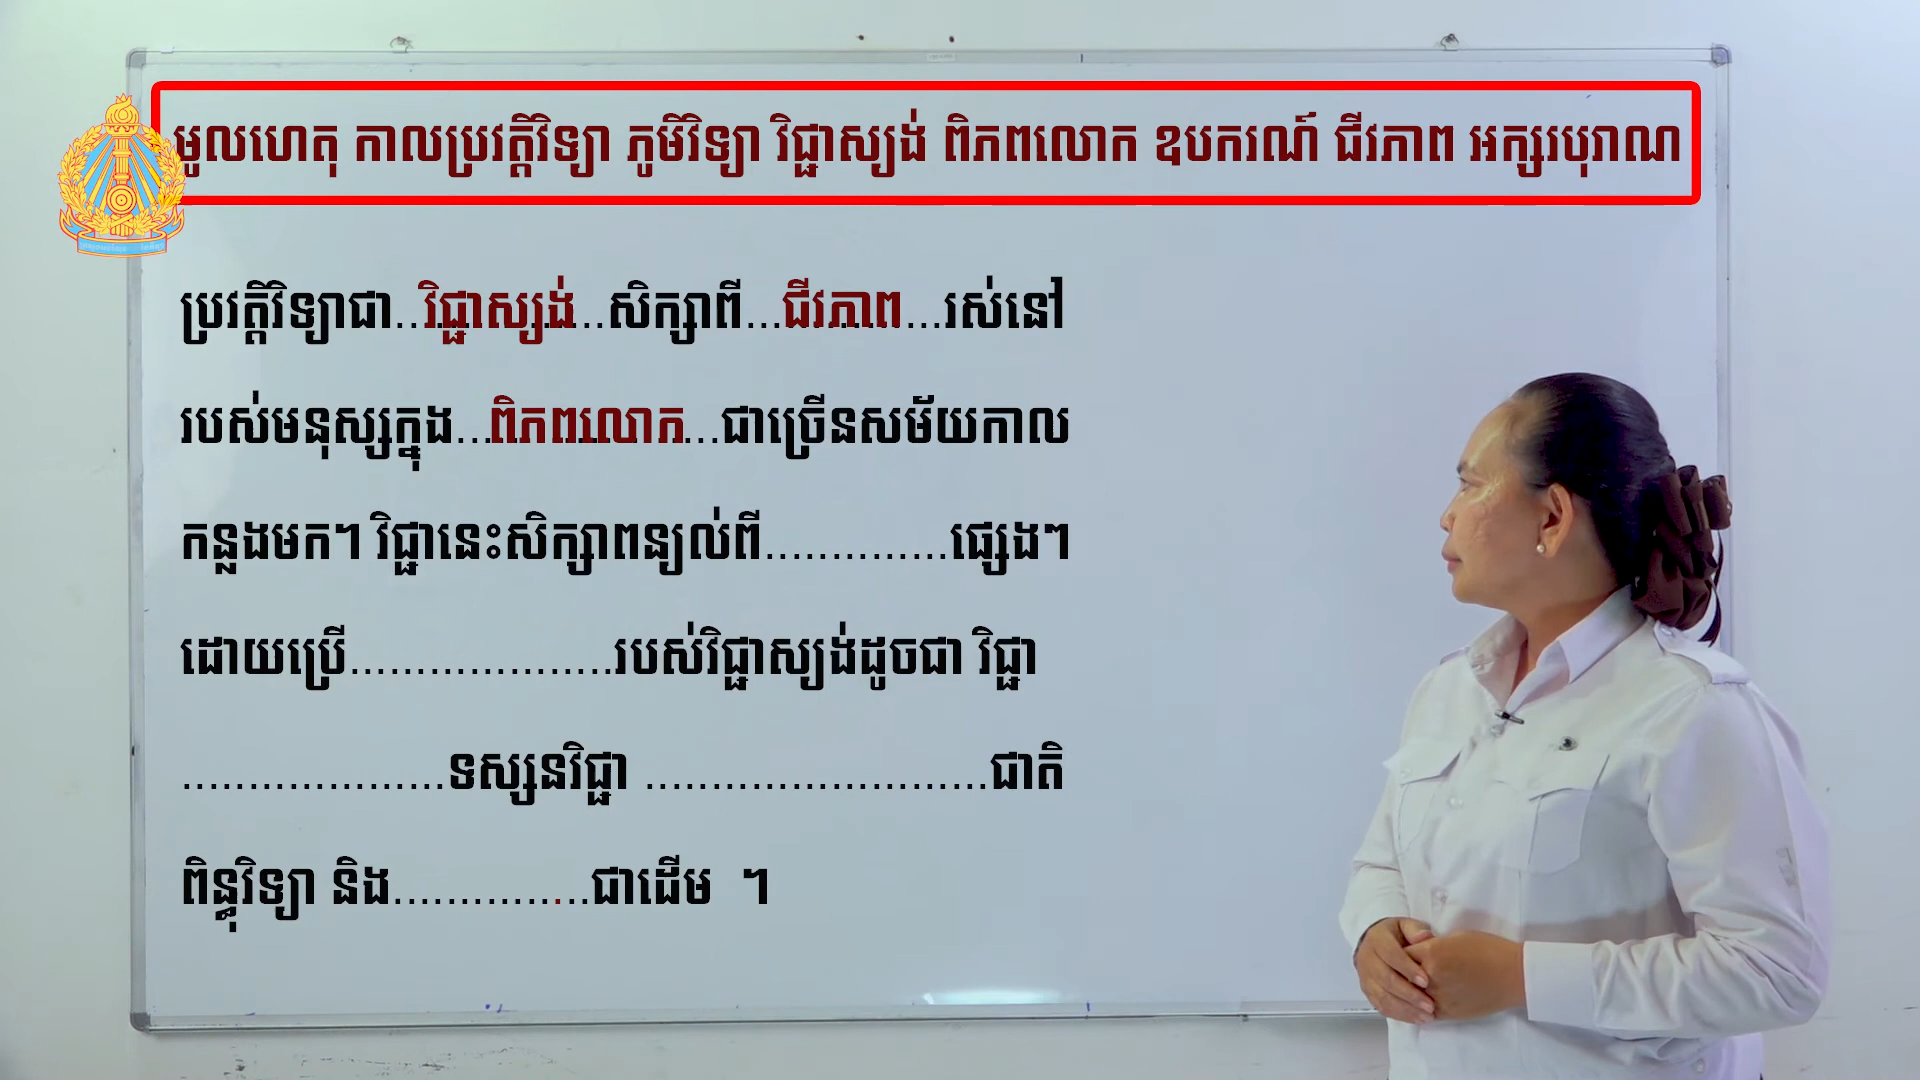 មូលហេតុ កាលប្រវត្តិវិទ្យា ភូមិវិទ្យា វិជ្ជាស្យង់ ពិភពលោក ឧបករណ៍ ជីវភាព អក្សរបុរាណ
ប្រវត្តិវិទ្យាជា..វិជ្ជាស្យង់..សិក្សាពី...ជីវភាព...រស់នៅ
របស់មនុស្សក្នុង...ពិភពលោក...ជាច្រើនសម័យកាល
កន្លងមក។ វិជ្ជានេះសិក្សាពន្យល់ពី..............ផ្សេងៗ
ដោយប្រើ....................របស់វិជ្ជាស្យង់ដូចជា វិជ្ជា
....................ទស្សនវិជ្ជា ..........................ជាតិ
ពិន្ទុវិទ្យា និង...............ជាដើម ។